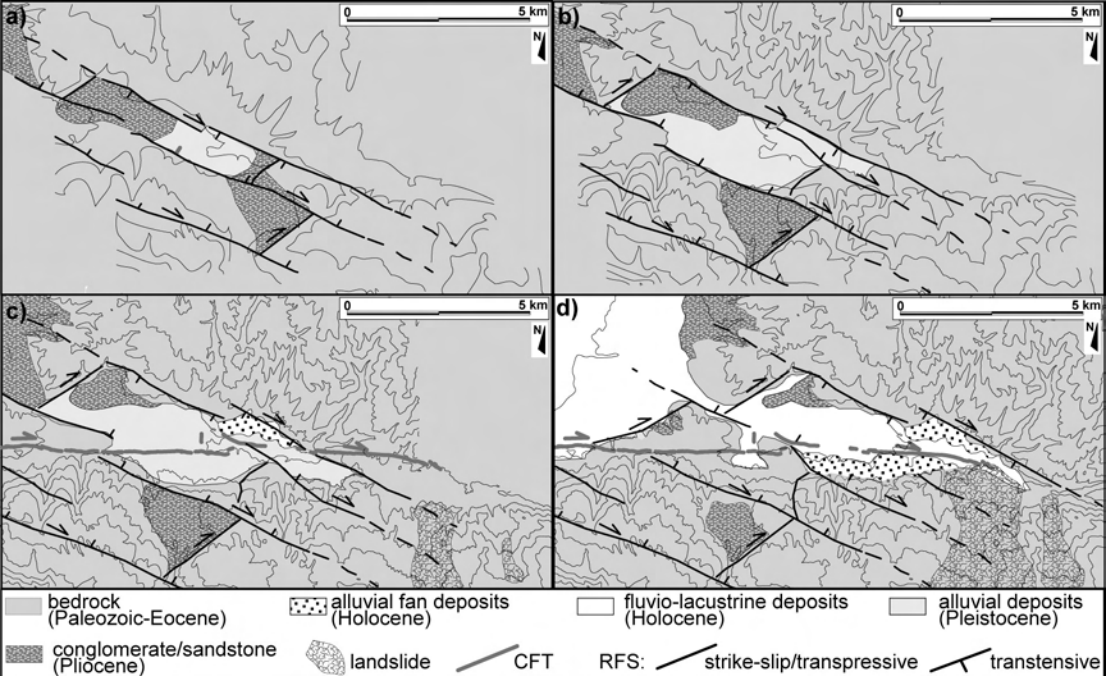 a)
0 5 km
N
b)
0 5 km
N
c)
0 5 km
N
d)
0 5 km
N
bedrock
(Paleozoic-Eocene)
alluvial fan deposits
(Holocene)
fluvio-lacustrine deposits
(Holocene)
alluvial deposits
(Pleistocene)
conglomerate/sandstone
(Pliocene)
landslide
CFT
RFS:
strike-slip/transpressive
transtensive